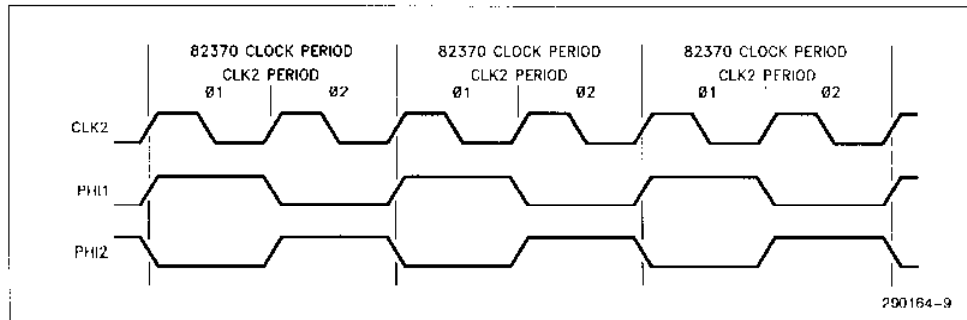 82370 CLOCK PERIOD 82370 CLOCK PERIOD 82370 CLOCK PERIOD
CLK2 PERIOD CLK2 PERIOD CLK2 PERIOD
Ø1 Ø2 Ø1 Ø2 Ø1 Ø2
CLK2
PHI1
PHI2
290164-9